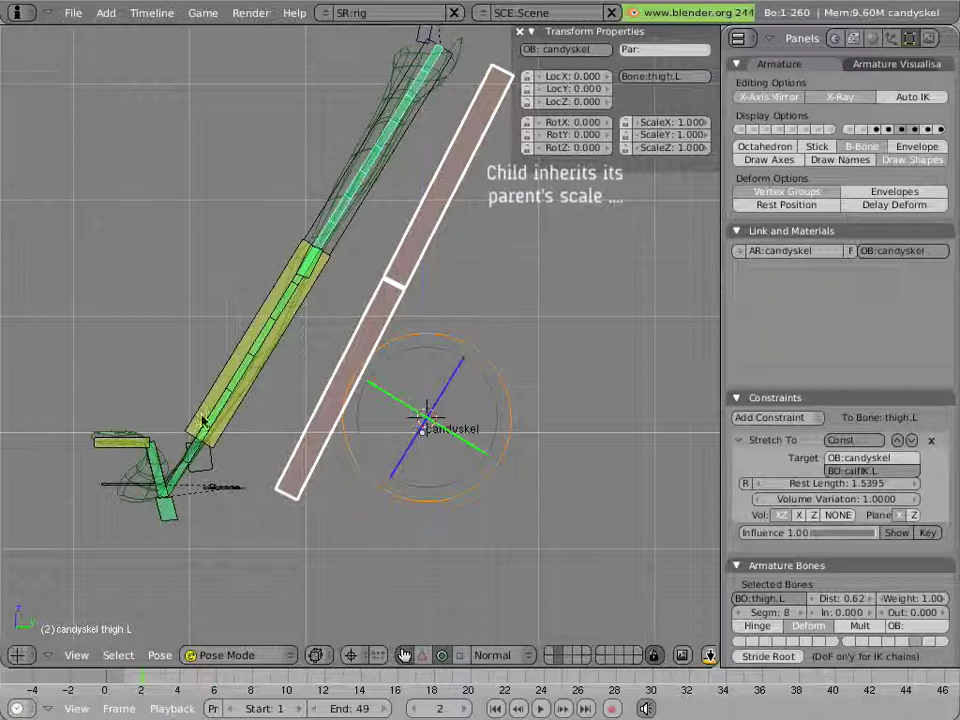 File Add Timeline Game Render Help SR:rig SCE:Scene www.blender.org 244 Bo:1-260 | Mem:9.60M candyskel
Transform Properties
OB: candyskel Par:
LocX: 0.000 Bone:thigh.L
LocY: 0.000
LocZ: 0.000
RotX: 0.000 ScaleX: 1.000
RotY: 0.000 ScaleY: 1.000
RotZ: 0.000 ScaleZ: 1.000
Child inherits its
parent's scale ....
candyskel
z
y
(2) candyskel thigh.L
Panels
Armature Armature Visualisa
Editing Options
X-Axis Mirror X-Ray Auto IK
Display Options
Octahedron Stick B-Bone Envelope
Draw Axes Draw Names Draw Shapes
Deform Options
Vertex Groups Envelopes
Rest Position Delay Deform
Link and Materials
AR:candyskel F OB:candyskel
Constraints
Add Constraint To Bone: thigh.L
Stretch To Const x
Target OB:candyskel
BO:calfIK.L
R Rest Length: 1.5395
Volume Variaton: 1.0000
Vol: XZ X Z NONE Plane X Z
Influence 1.00 Show Key
Armature Bones
Selected Bones
BO:thigh.L Dist: 0.62 Weight: 1.00
Segm: 8 In: 0.000 Out: 0.000
Hinge Deform Mult OB:
Stride Root (DoF only for IK chains)
View Select Pose Pose Mode Normal
-4 -2 0 2 4 6 8 10 12 14 16 18 20 22 24 26 28 30 32 34 36 38 40 42 44 46
View Frame Playback Pr Start: 1 End: 49 2